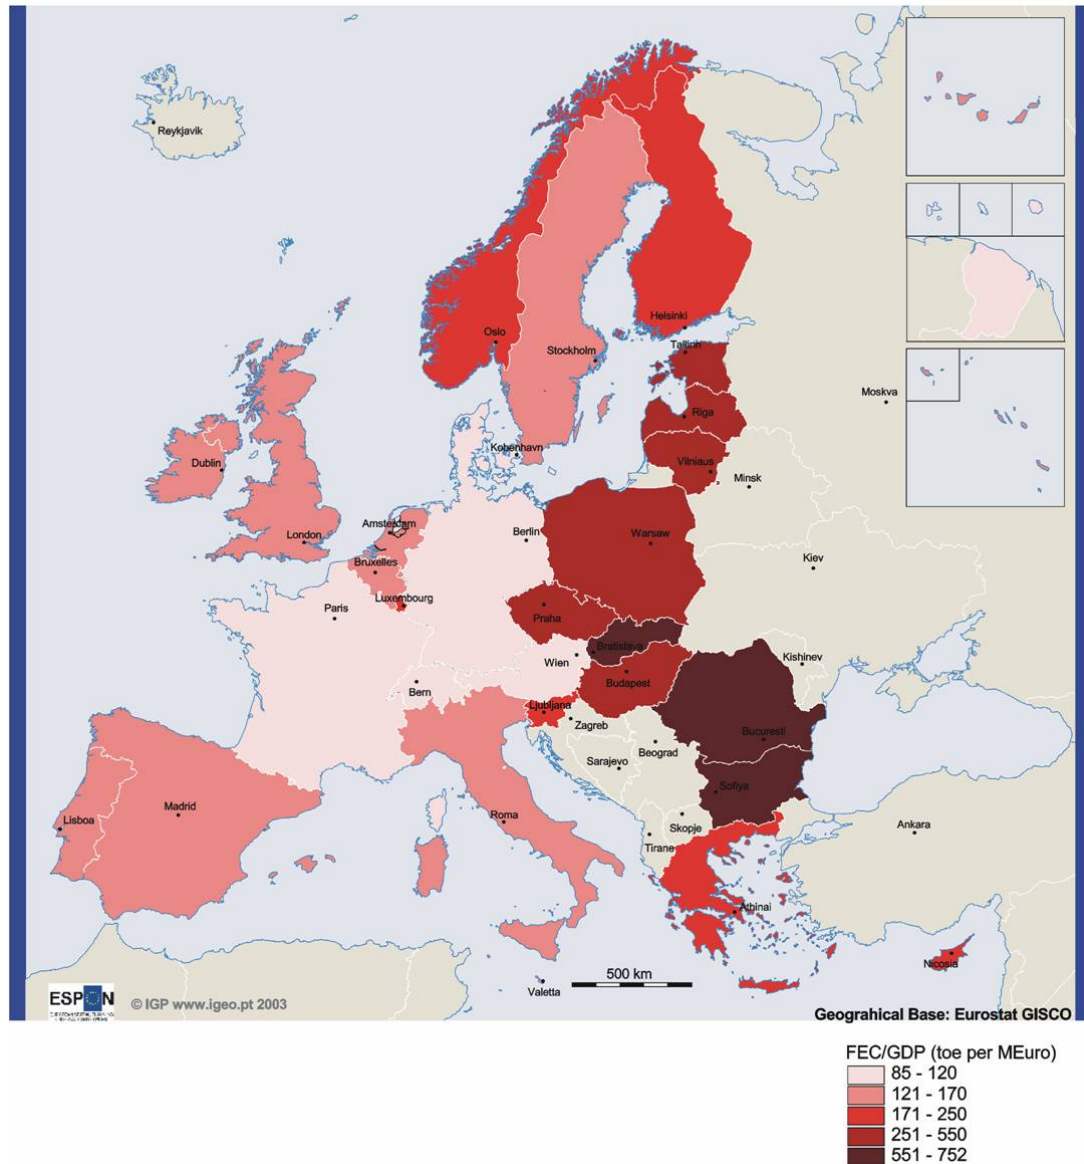 Reykjavik
Oslo
Helsinki
Tallinn
Stockholm
Moskva
Riga
Kobenhavn
Dublin
Vilniaus
Minsk
Amsterdam
London
Berlin
Warsaw
Bruxelles
Kiev
Luxembourg
Paris
Praha
Bratislava
Wien
Kishinev
Budapest
Bern
Ljubljana
Zagreb
Bucuresti
Beograd
Sarajevo
Sofiya
Madrid
Lisboa
Roma
Skopje
Ankara
Tirane
Athinai
Nicosia
500 km
Valetta
ESPON
© IGP www.igeo.pt 2003
Geograhical Base: Eurostat GISCO
FEC/GDP (toe per MEuro)
85 - 120
121 - 170
171 - 250
251 - 550
551 - 752